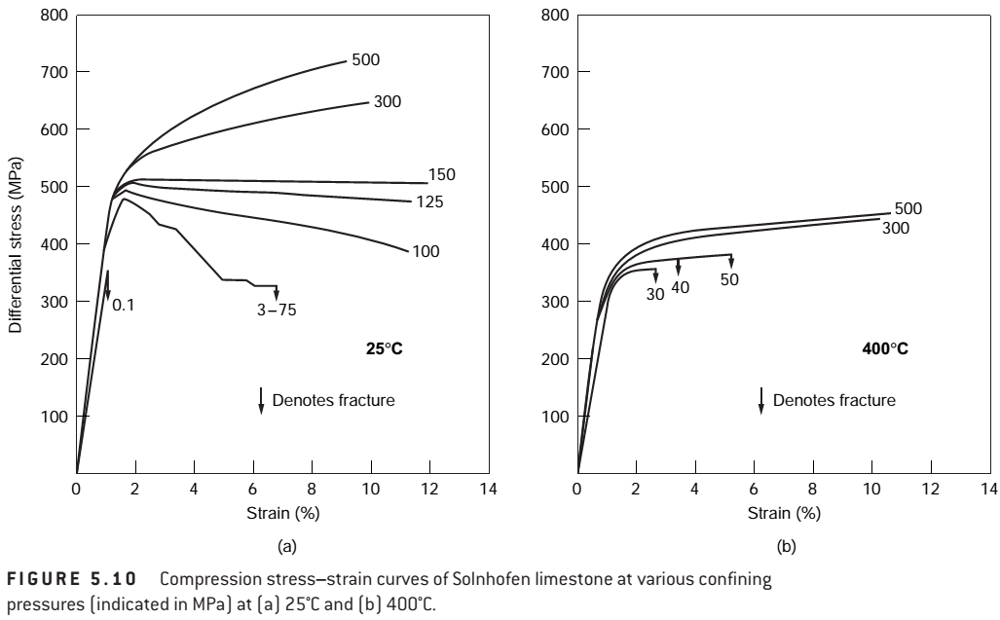 800
700
600
500
400
300
200
100
Differential stress (MPa)
500
300
150
125
100
0.1
3–75
25°C
Denotes fracture
0 2 4 6 8 10 12 14
Strain (%)
(a)
800
700
600
500
400
300
200
100
500
300
50
40
30
400°C
Denotes fracture
0 2 4 6 8 10 12 14
Strain (%)
(b)
FIGURE 5.10 Compression stress–strain curves of Solnhofen limestone at various confining
pressures (indicated in MPa) at (a) 25°C and (b) 400°C.